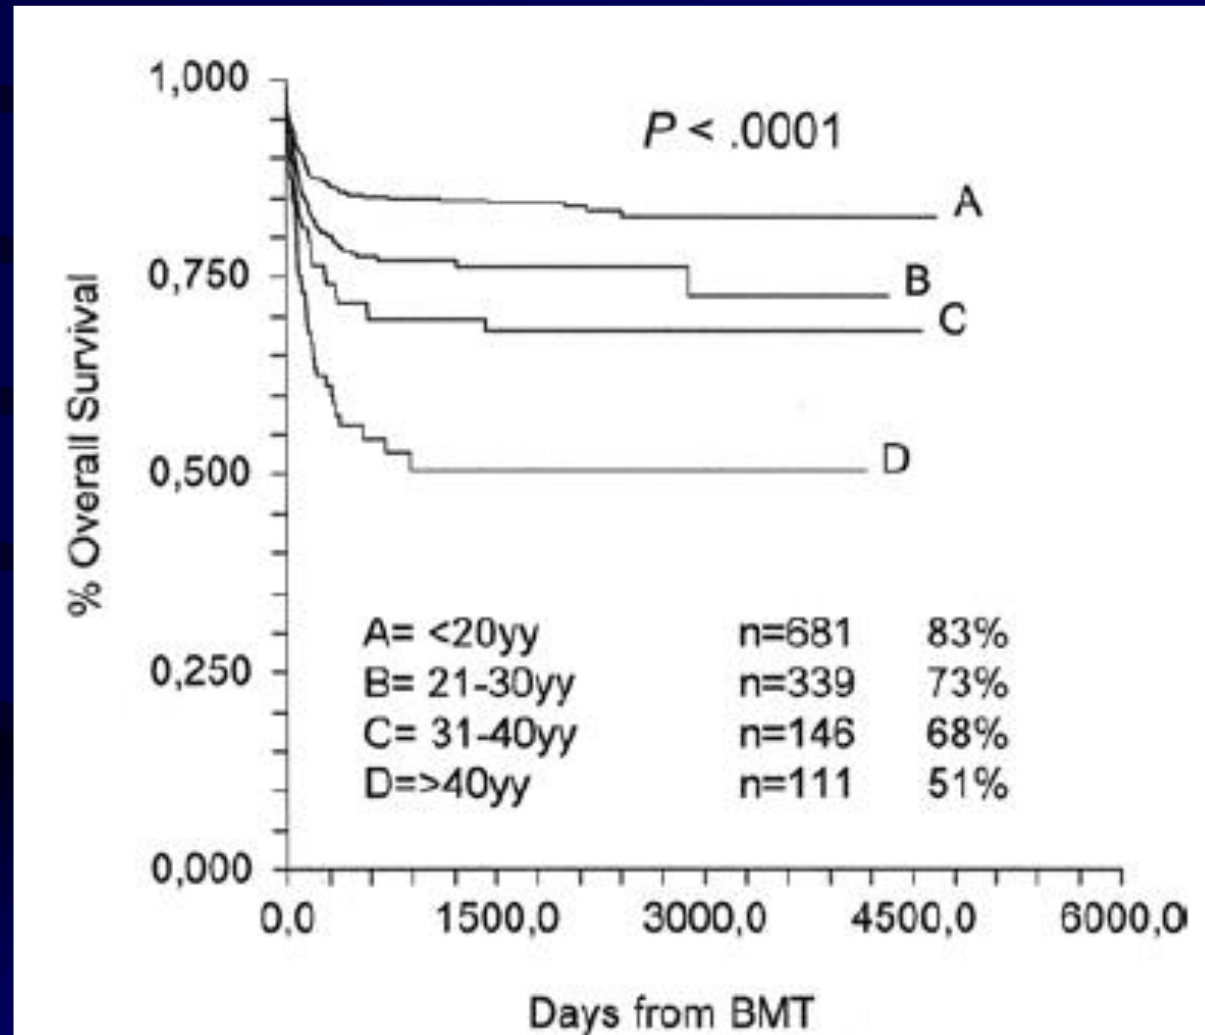 1,000
P < .0001
A
0,750
B
C
% Overall Survival
0,500
D
A= <20yy n=681 83%
0,250
B= 21-30yy n=339 73%
C= 31-40yy n=146 68%
D=>40yy n=111 51%
0,000
0,0 1500,0 3000,0 4500,0 6000,0
Days from BMT